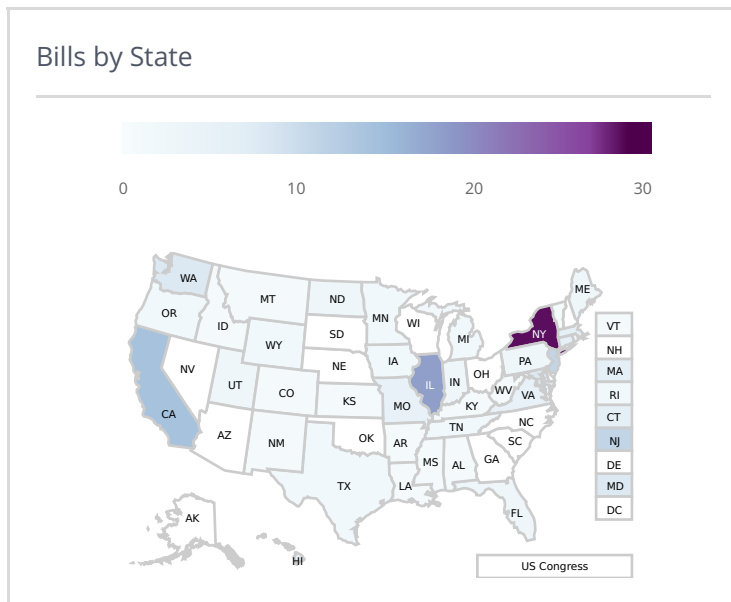 Bills by State
0 10 20 30
WA
ME
MT ND
OR MN
ID WI NY VT
SD MI
WY NH
NE IA PA MA
NV OH
UT IL IN RI
CO WV VA
KS MO KY CT
CA
NC
TN NJ
AZ OK AR SC
NM DE
MS AL GA
TX LA MD
DC
AK FL
HI US Congress